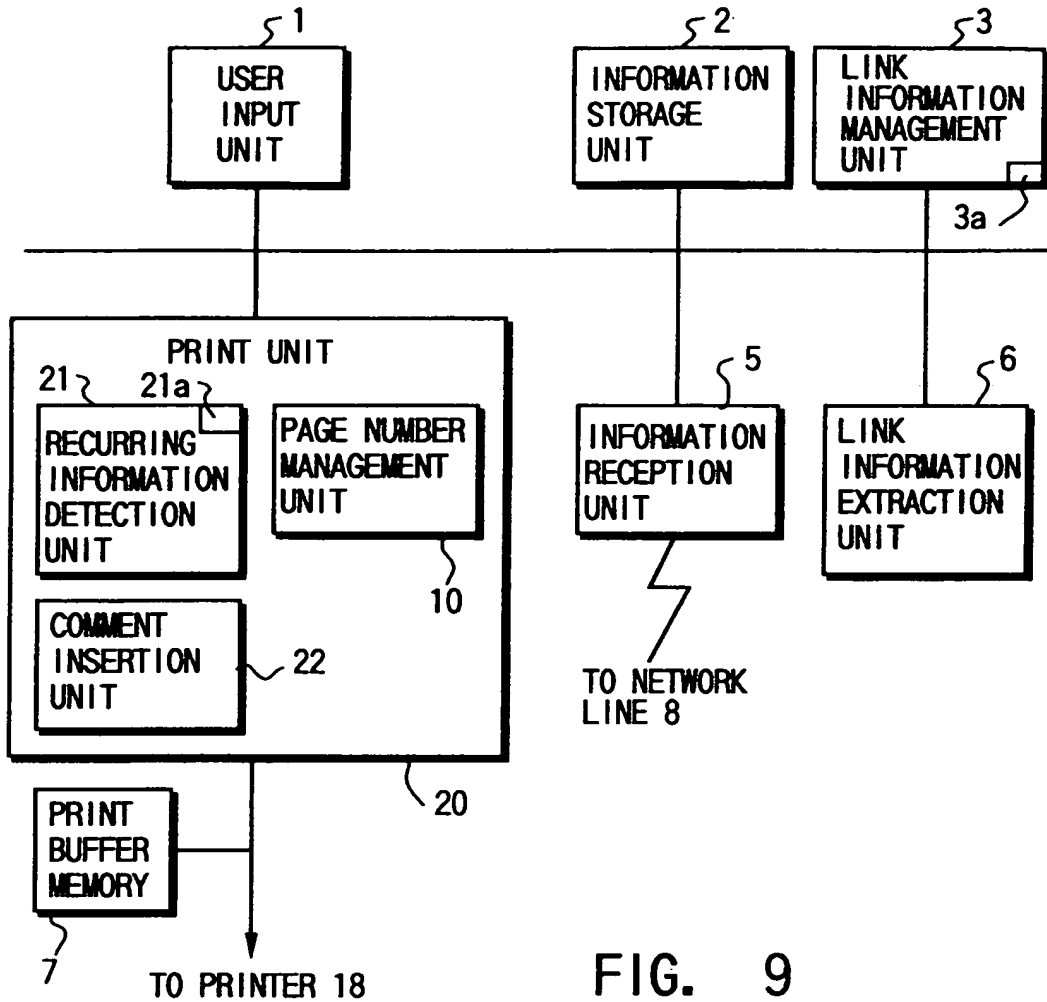 1
USER
INPUT
UNIT
2
INFORMATION
STORAGE
UNIT
3
LINK
INFORMATION
MANAGEMENT
UNIT
3a
PRINT UNIT
21
21a
RECURRING
INFORMATION
DETECTION
UNIT
PAGE NUMBER
MANAGEMENT
UNIT
10
COMMENT
INSERTION
UNIT
22
20
5
INFORMATION
RECEPTION
UNIT
TO NETWORK
LINE 8
6
LINK
INFORMATION
EXTRACTION
UNIT
PRINT
BUFFER
MEMORY
7
TO PRINTER 18
FIG. 9